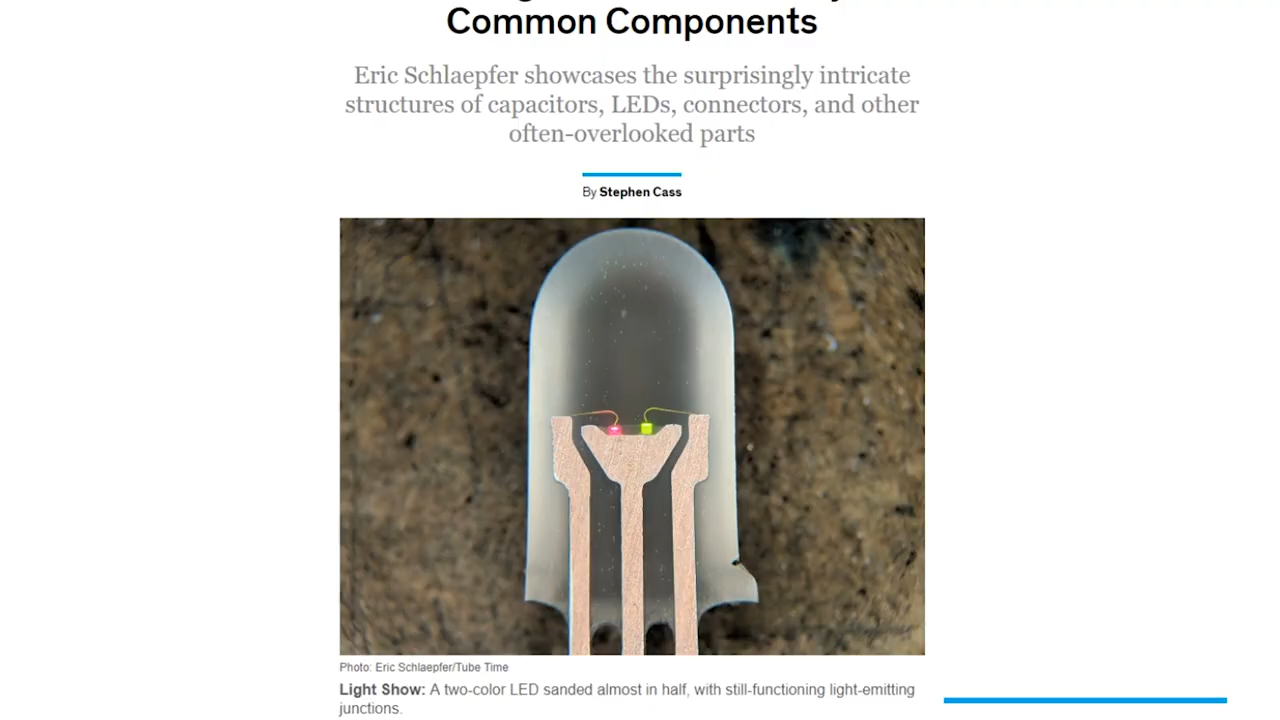 Common Components
Eric Schlaepfer showcases the surprisingly intricate
structures of capacitors, LEDs, connectors, and other
often-overlooked parts
By Stephen Cass
Photo: Eric Schlaepfer/Tube Time
Light Show: A two-color LED sanded almost in half, with still-functioning light-emitting
junctions.